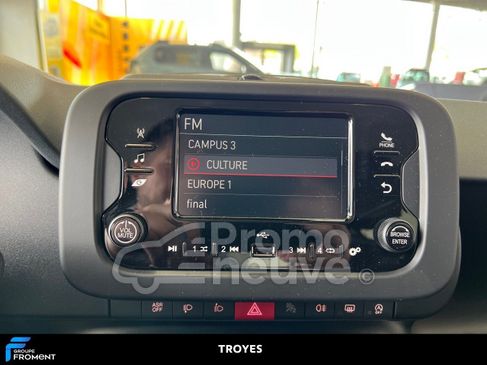 FM
CAMPUS 3
CULTURE
EUROPE 1
final
PHONE
VOL
MUTE
BROWSE
ENTER
1 2 3 4
Promo
neuve
ASR
OFF
GROUPE
FROMENT
TROYES